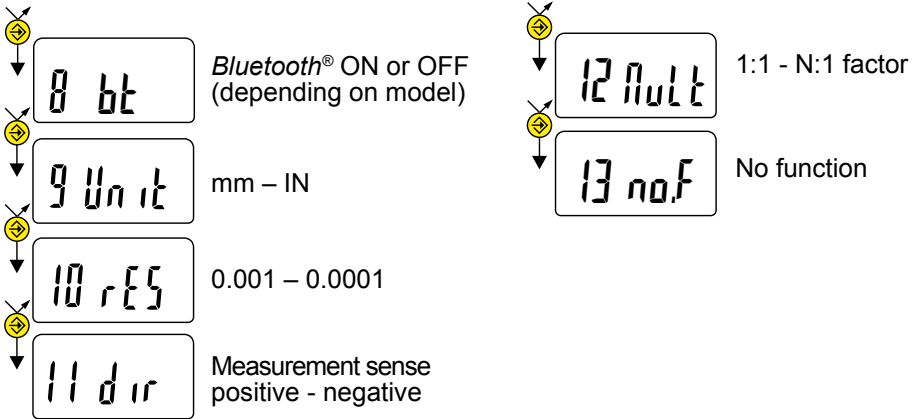 8 bt
Bluetooth® ON or OFF
(depending on model)
9 Unit
mm – IN
10 rES
0.001 – 0.0001
11 dir
Measurement sense
positive - negative
12 Mult
1:1 - N:1 factor
13 no.F
No function